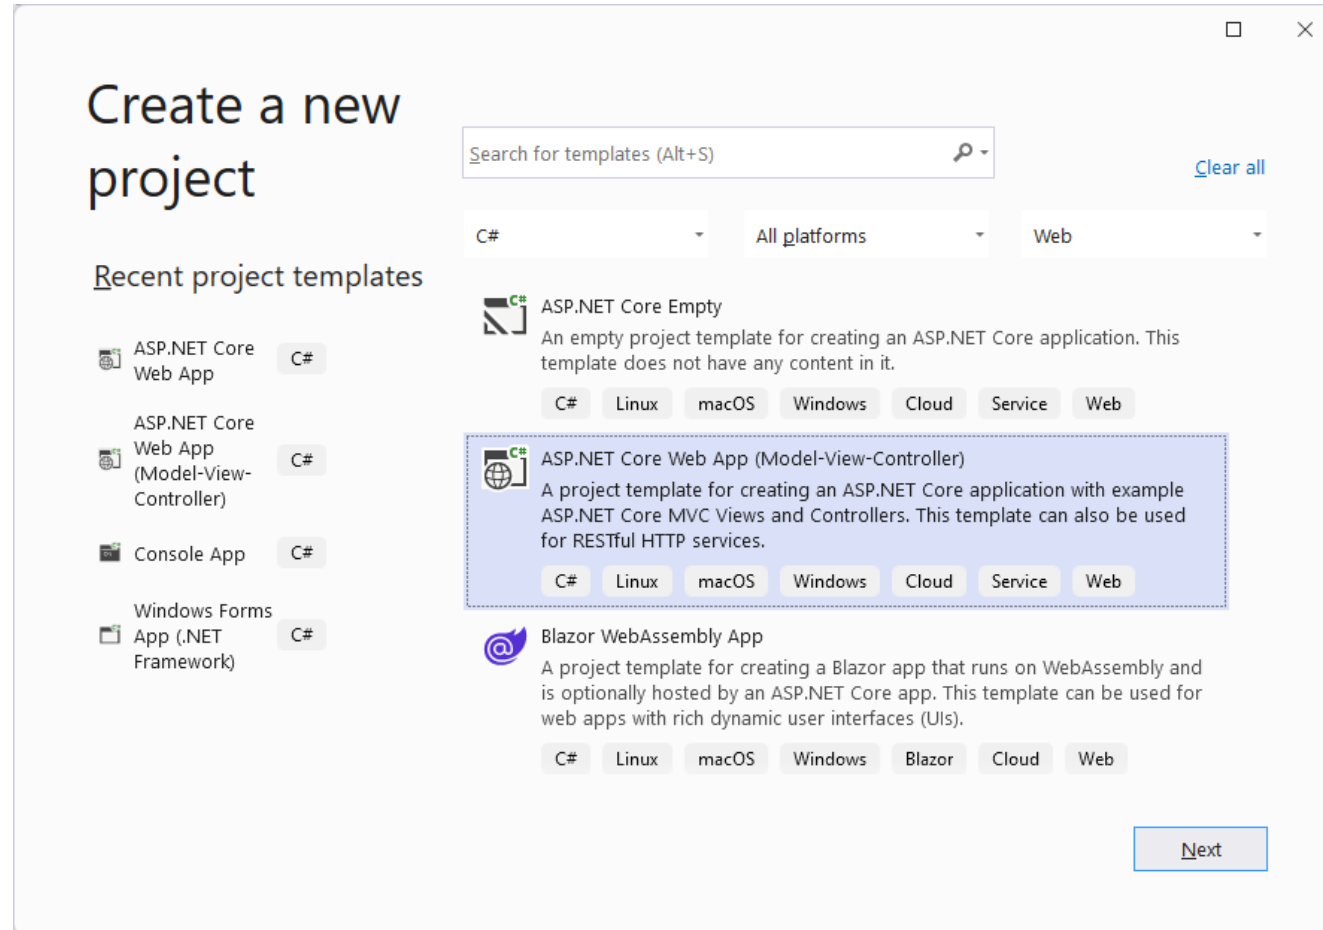 Create a new
project
Search for templates (Alt+S)
Clear all
C#
All platforms
Web
Recent project templates
ASP.NET Core
Web App
C#
ASP.NET Core
Web App
(Model-View-
Controller)
C#
Console App
C#
Windows Forms
App (.NET
Framework)
C#
C#
ASP.NET Core Empty
An empty project template for creating an ASP.NET Core application. This
template does not have any content in it.
C# Linux macOS Windows Cloud Service Web
C#
ASP.NET Core Web App (Model-View-Controller)
A project template for creating an ASP.NET Core application with example
ASP.NET Core MVC Views and Controllers. This template can also be used
for RESTful HTTP services.
C# Linux macOS Windows Cloud Service Web
Blazor WebAssembly App
A project template for creating a Blazor app that runs on WebAssembly and
is optionally hosted by an ASP.NET Core app. This template can be used for
web apps with rich dynamic user interfaces (UIs).
C# Linux macOS Windows Blazor Cloud Web
Next